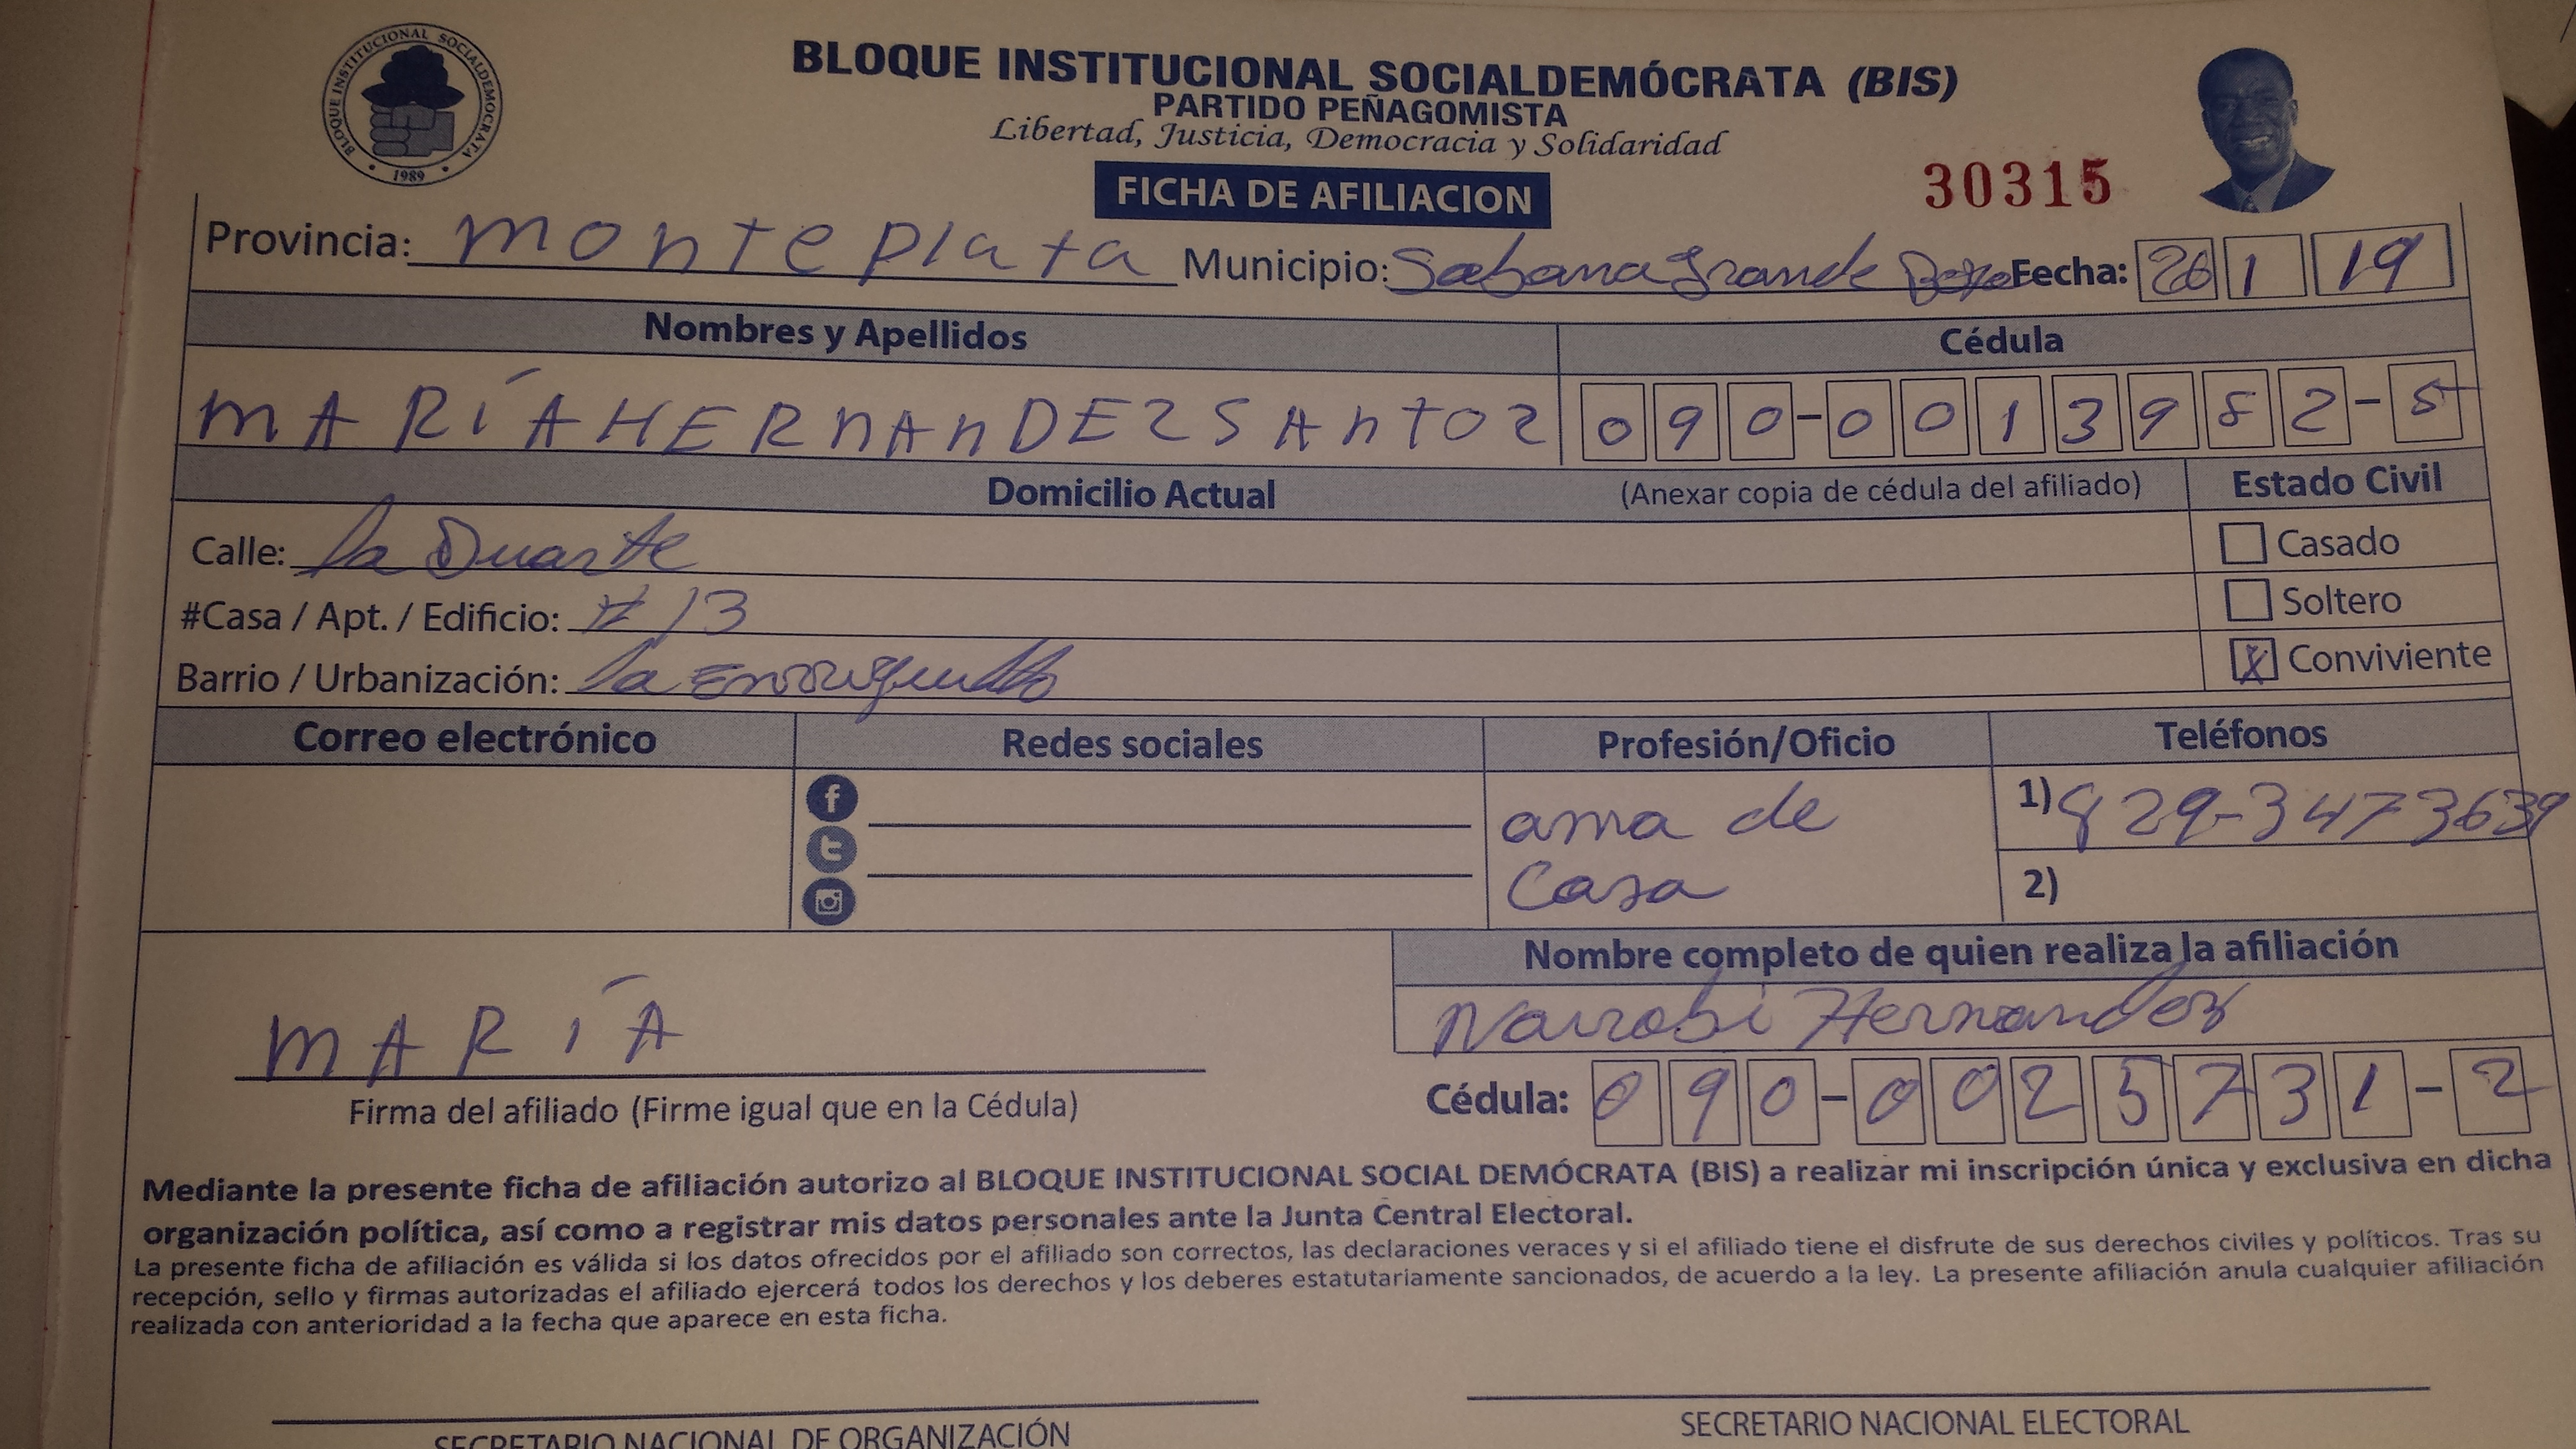 BLOQUE INSTITUCIONAL SOCIALDEMOCRATA
1989
BLOQUE INSTITUCIONAL SOCIALDEMÓCRATA (BIS)
PARTIDO PEÑAGOMISTA
Libertad, Justicia, Democracia y Solidaridad
FICHA DE AFILIACION
30315
Provincia: Monteplata Municipio: Sabana Grande Fecha: 26 1 19
Nombres y Apellidos Cédula
MARÍA HERNANDEZ SANTOS 090-0013982-5
Domicilio Actual (Anexar copia de cédula del afiliado) Estado Civil
Calle: la Duarte Casado
#Casa / Apt. / Edificio: #13 Soltero
Barrio / Urbanización: la X Conviviente
Correo electrónico Redes sociales Profesión/Oficio Teléfonos
ama de 1) 829-3473639
Casa 2)
Nombre completo de quien realiza la afiliación
MARÍA Nairobi Hernandez
Firma del afiliado (Firme igual que en la Cédula) Cédula: 090-0025731-2
Mediante la presente ficha de afiliación autorizo al BLOQUE INSTITUCIONAL SOCIAL DEMÓCRATA (BIS) a realizar mi inscripción única y exclusiva en dicha
organización política, así como a registrar mis datos personales ante la Junta Central Electoral.
La presente ficha de afiliación es válida si los datos ofrecidos por el afiliado son correctos, las declaraciones veraces y si el afiliado tiene el disfrute de sus derechos civiles y políticos. Tras su
recepción, sello y firmas autorizadas el afiliado ejercerá todos los derechos y los deberes estatutariamente sancionados, de acuerdo a la ley. La presente afiliación anula cualquier afiliación
realizada con anterioridad a la fecha que aparece en esta ficha.
SECRETARIO NACIONAL DE ORGANIZACIÓN SECRETARIO NACIONAL ELECTORAL